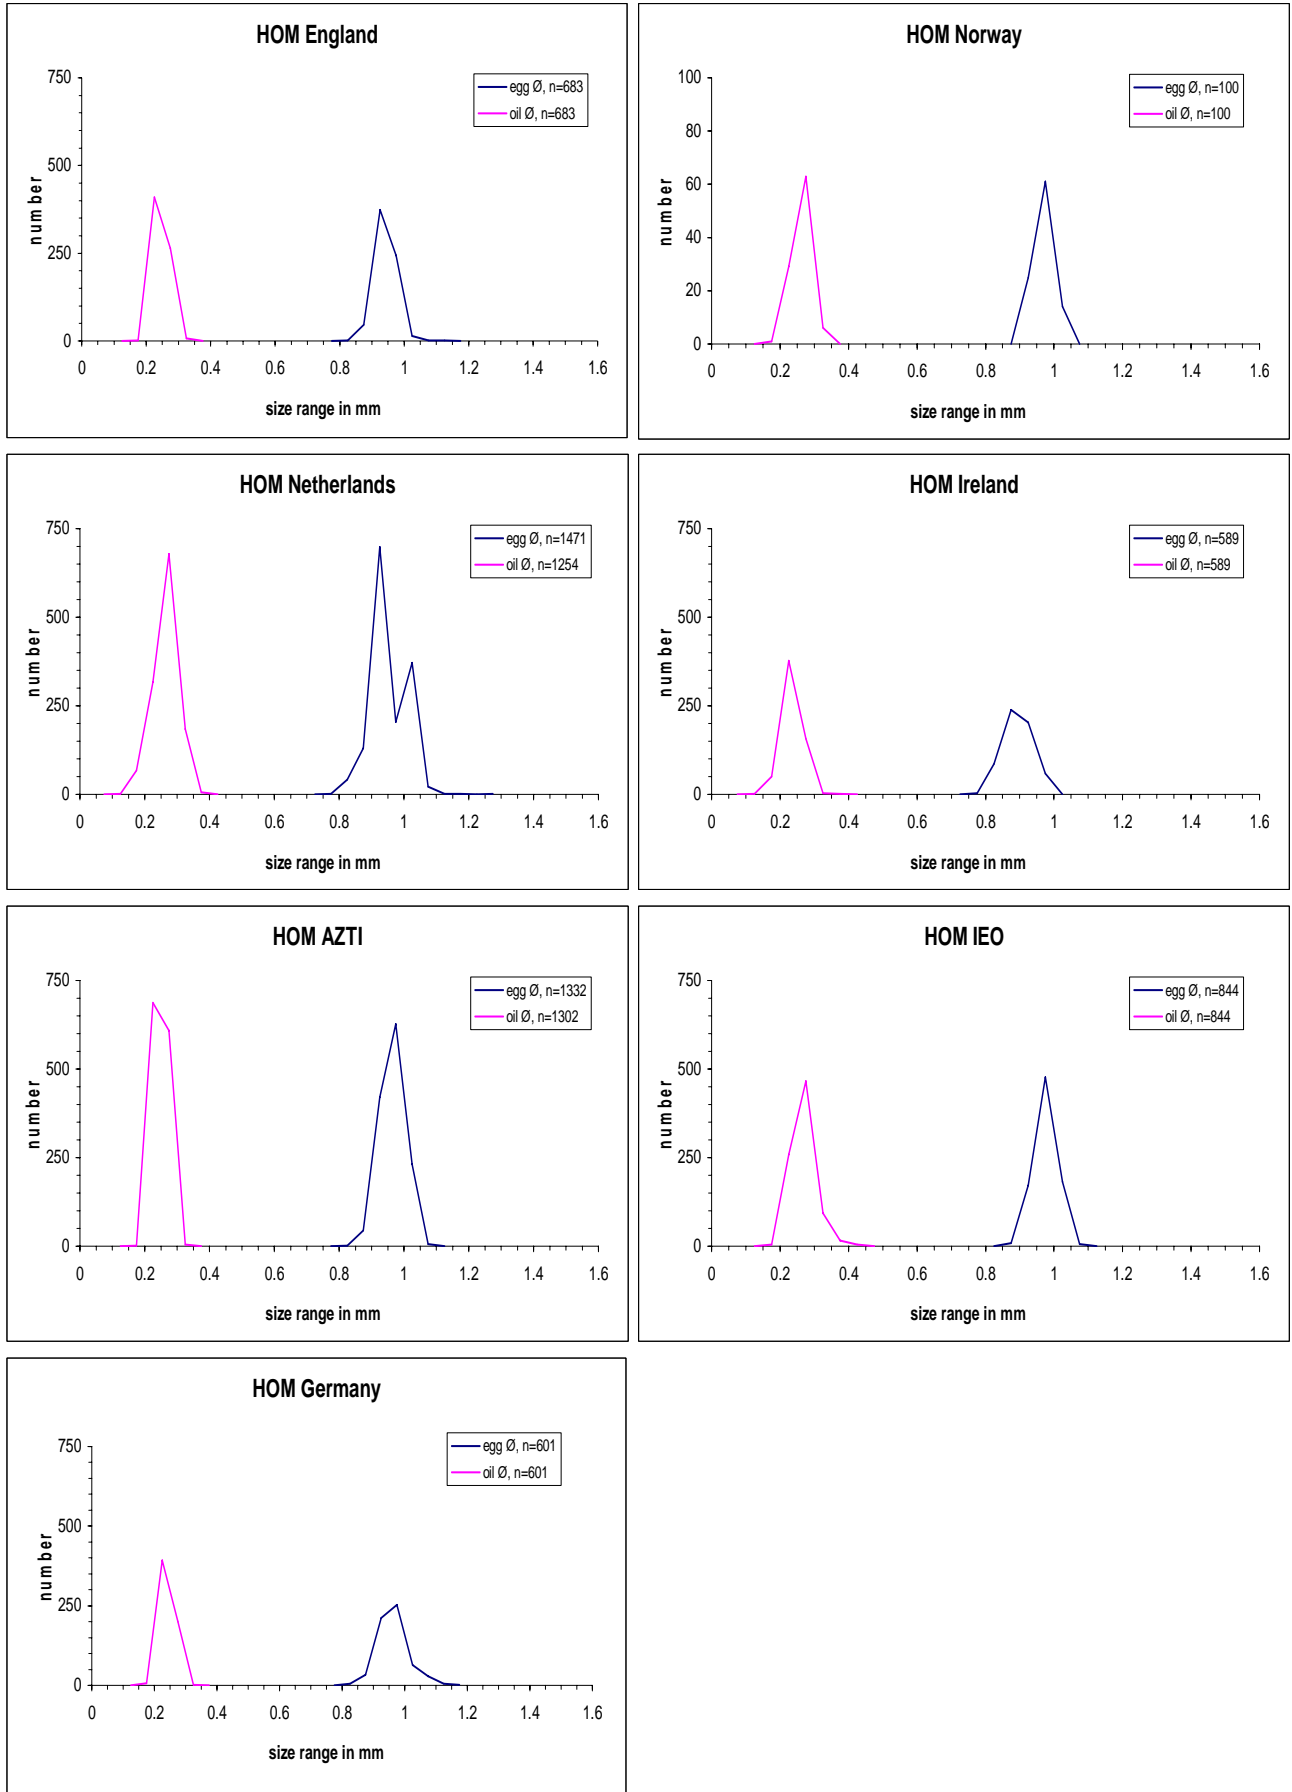 HOM England
egg Ø, n=683
oil Ø, n=683
750
500
250
0
number
0 0.2 0.4 0.6 0.8 1 1.2 1.4 1.6
size range in mm
HOM Norway
egg Ø, n=100
oil Ø, n=100
100
80
60
40
20
0
number
0 0.2 0.4 0.6 0.8 1 1.2 1.4 1.6
size range in mm
HOM Netherlands
egg Ø, n=1471
oil Ø, n=1254
750
500
250
0
number
0 0.2 0.4 0.6 0.8 1 1.2 1.4 1.6
size range in mm
HOM Ireland
egg Ø, n=589
oil Ø, n=589
750
500
250
0
number
0 0.2 0.4 0.6 0.8 1 1.2 1.4 1.6
size range in mm
HOM AZTI
egg Ø, n=1332
oil Ø, n=1302
750
500
250
0
number
0 0.2 0.4 0.6 0.8 1 1.2 1.4 1.6
size range in mm
HOM IEO
egg Ø, n=844
oil Ø, n=844
750
500
250
0
number
0 0.2 0.4 0.6 0.8 1 1.2 1.4 1.6
size range in mm
HOM Germany
egg Ø, n=601
oil Ø, n=601
750
500
250
0
number
0 0.2 0.4 0.6 0.8 1 1.2 1.4 1.6
size range in mm